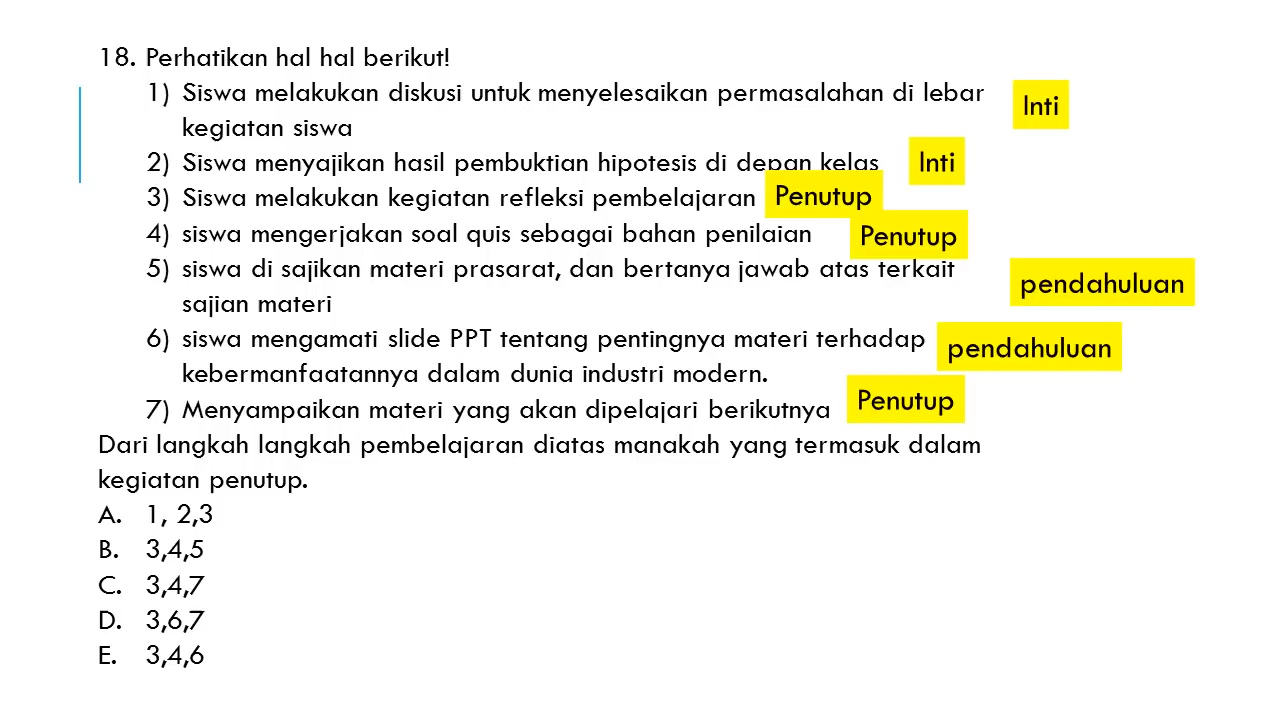 18. Perhatikan hal hal berikut!
1) Siswa melakukan diskusi untuk menyelesaikan permasalahan di lebar
kegiatan siswa
Inti
2) Siswa menyajikan hasil pembuktian hipotesis di depan kelas
Inti
3) Siswa melakukan kegiatan refleksi pembelajaran
Penutup
4) siswa mengerjakan soal quis sebagai bahan penilaian
Penutup
5) siswa di sajikan materi prasarat, dan bertanya jawab atas terkait
sajian materi
pendahuluan
6) siswa mengamati slide PPT tentang pentingnya materi terhadap
kebermanfaatannya dalam dunia industri modern.
pendahuluan
7) Menyampaikan materi yang akan dipelajari berikutnya
Penutup
Dari langkah langkah pembelajaran diatas manakah yang termasuk dalam
kegiatan penutup.
A. 1, 2,3
B. 3,4,5
C. 3,4,7
D. 3,6,7
E. 3,4,6